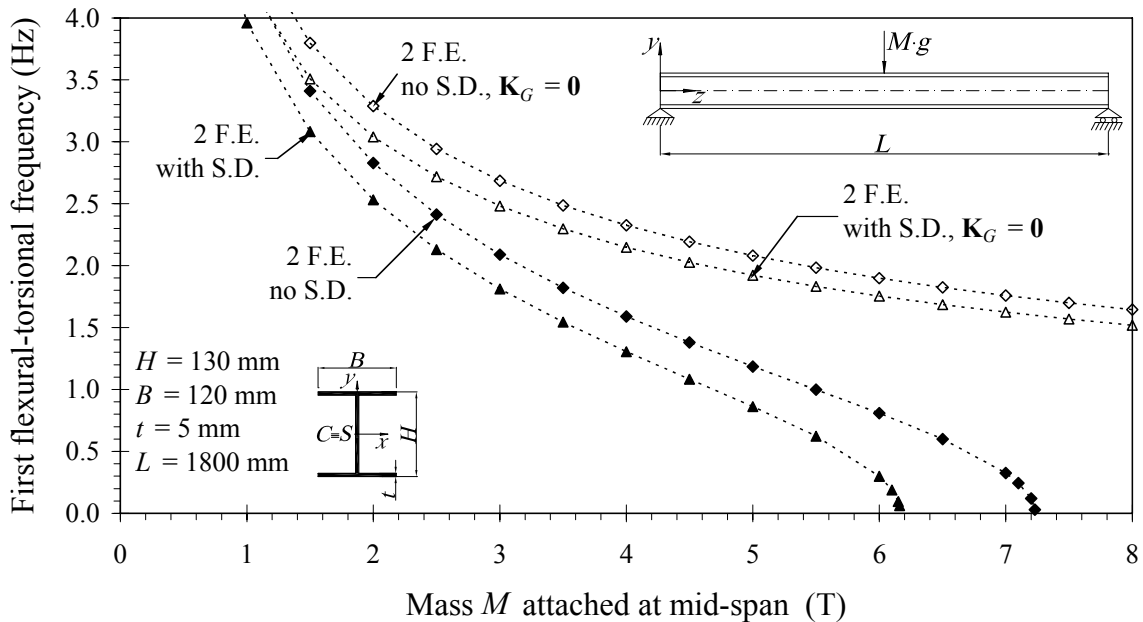 First flexural-torsional frequency (Hz)
4.0
3.5
3.0
2.5
2.0
1.5
1.0
0.5
0.0
2 F.E.
no S.D., K_G = 0
2 F.E.
with S.D.
2 F.E.
no S.D.
2 F.E.
with S.D., K_G = 0
y
M·g
z
L
H = 130 mm
B = 120 mm
t = 5 mm
L = 1800 mm
B
y
C≡S
x
H
t
0 1 2 3 4 5 6 7 8
Mass M attached at mid-span (T)